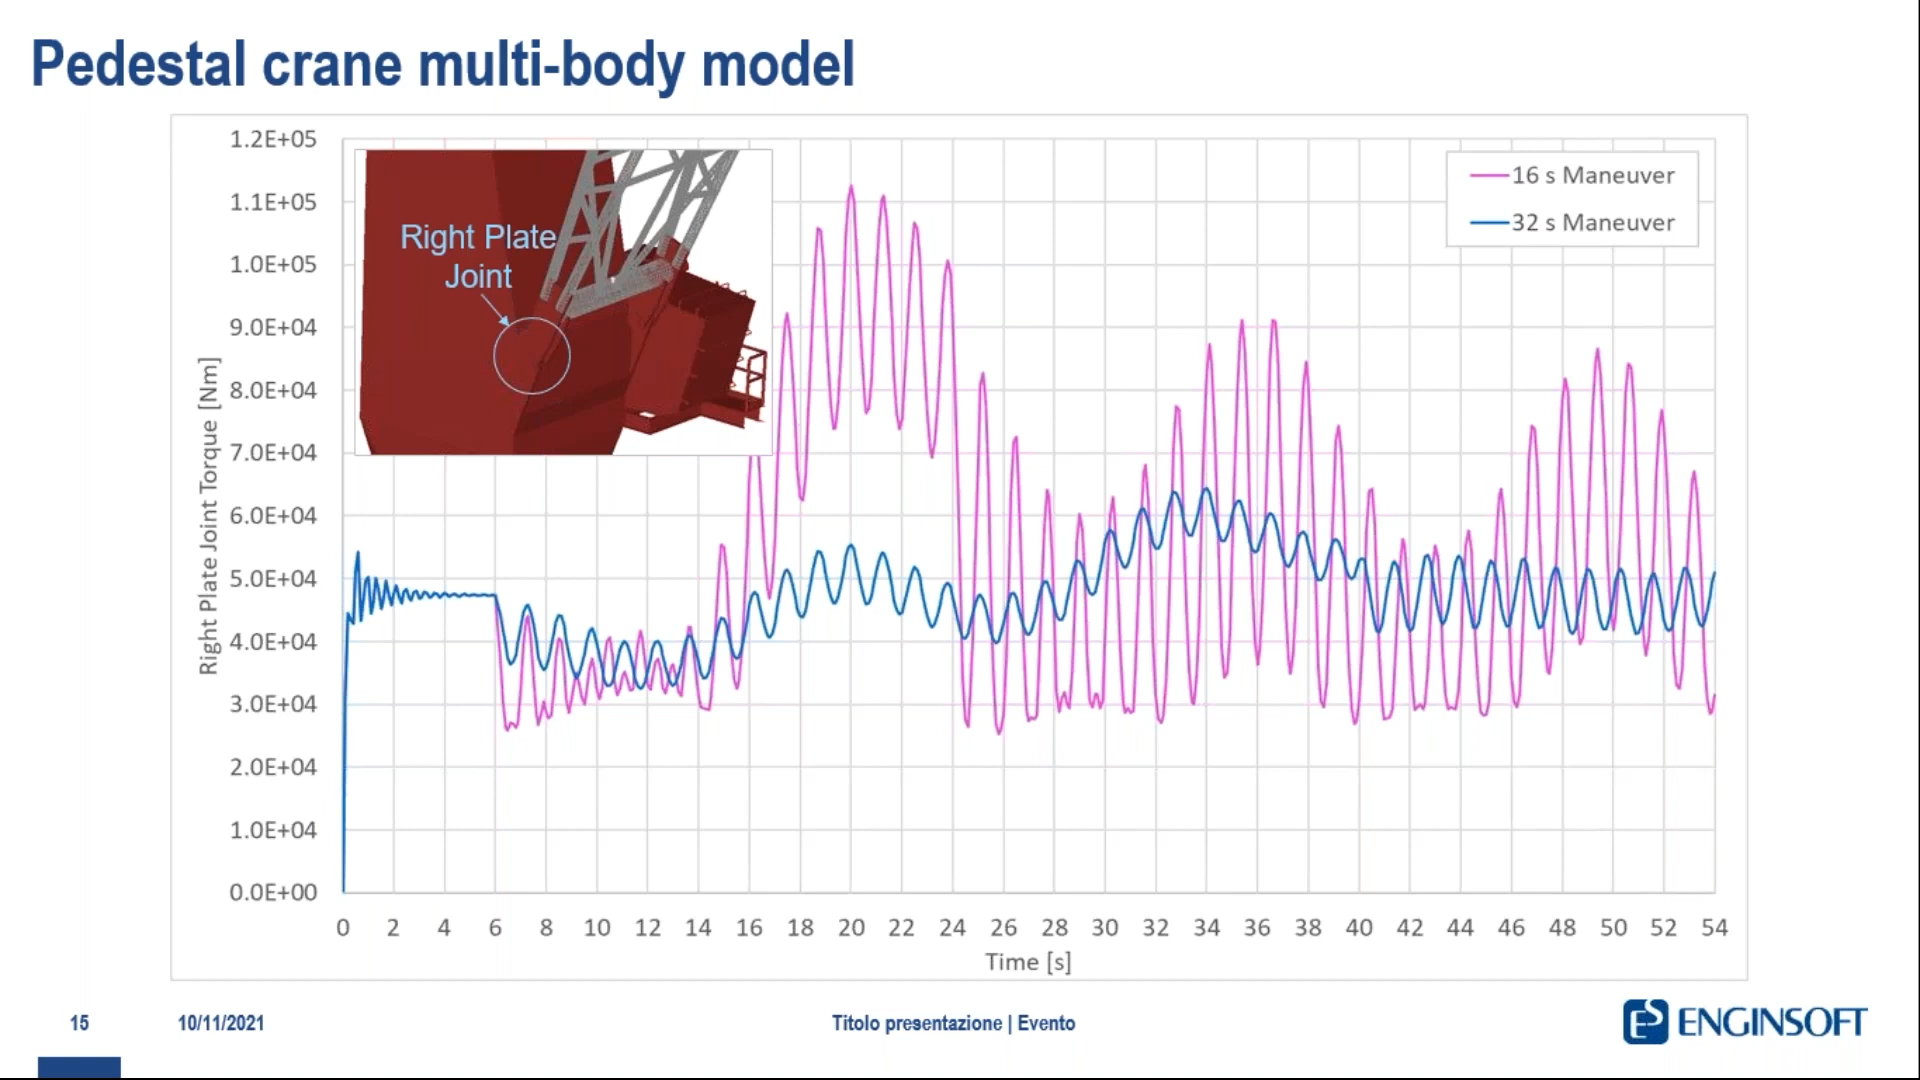 Pedestal crane multi-body model
1.2E+05
1.1E+05
1.0E+05
9.0E+04
8.0E+04
7.0E+04
6.0E+04
5.0E+04
4.0E+04
3.0E+04
2.0E+04
1.0E+04
0.0E+00
Right Plate Joint Torque [Nm]
Right Plate
Joint
16 s Maneuver
32 s Maneuver
0 2 4 6 8 10 12 14 16 18 20 22 24 26 28 30 32 34 36 38 40 42 44 46 48 50 52 54
Time [s]
15 10/11/2021 Titolo presentazione | Evento ENGINSOFT